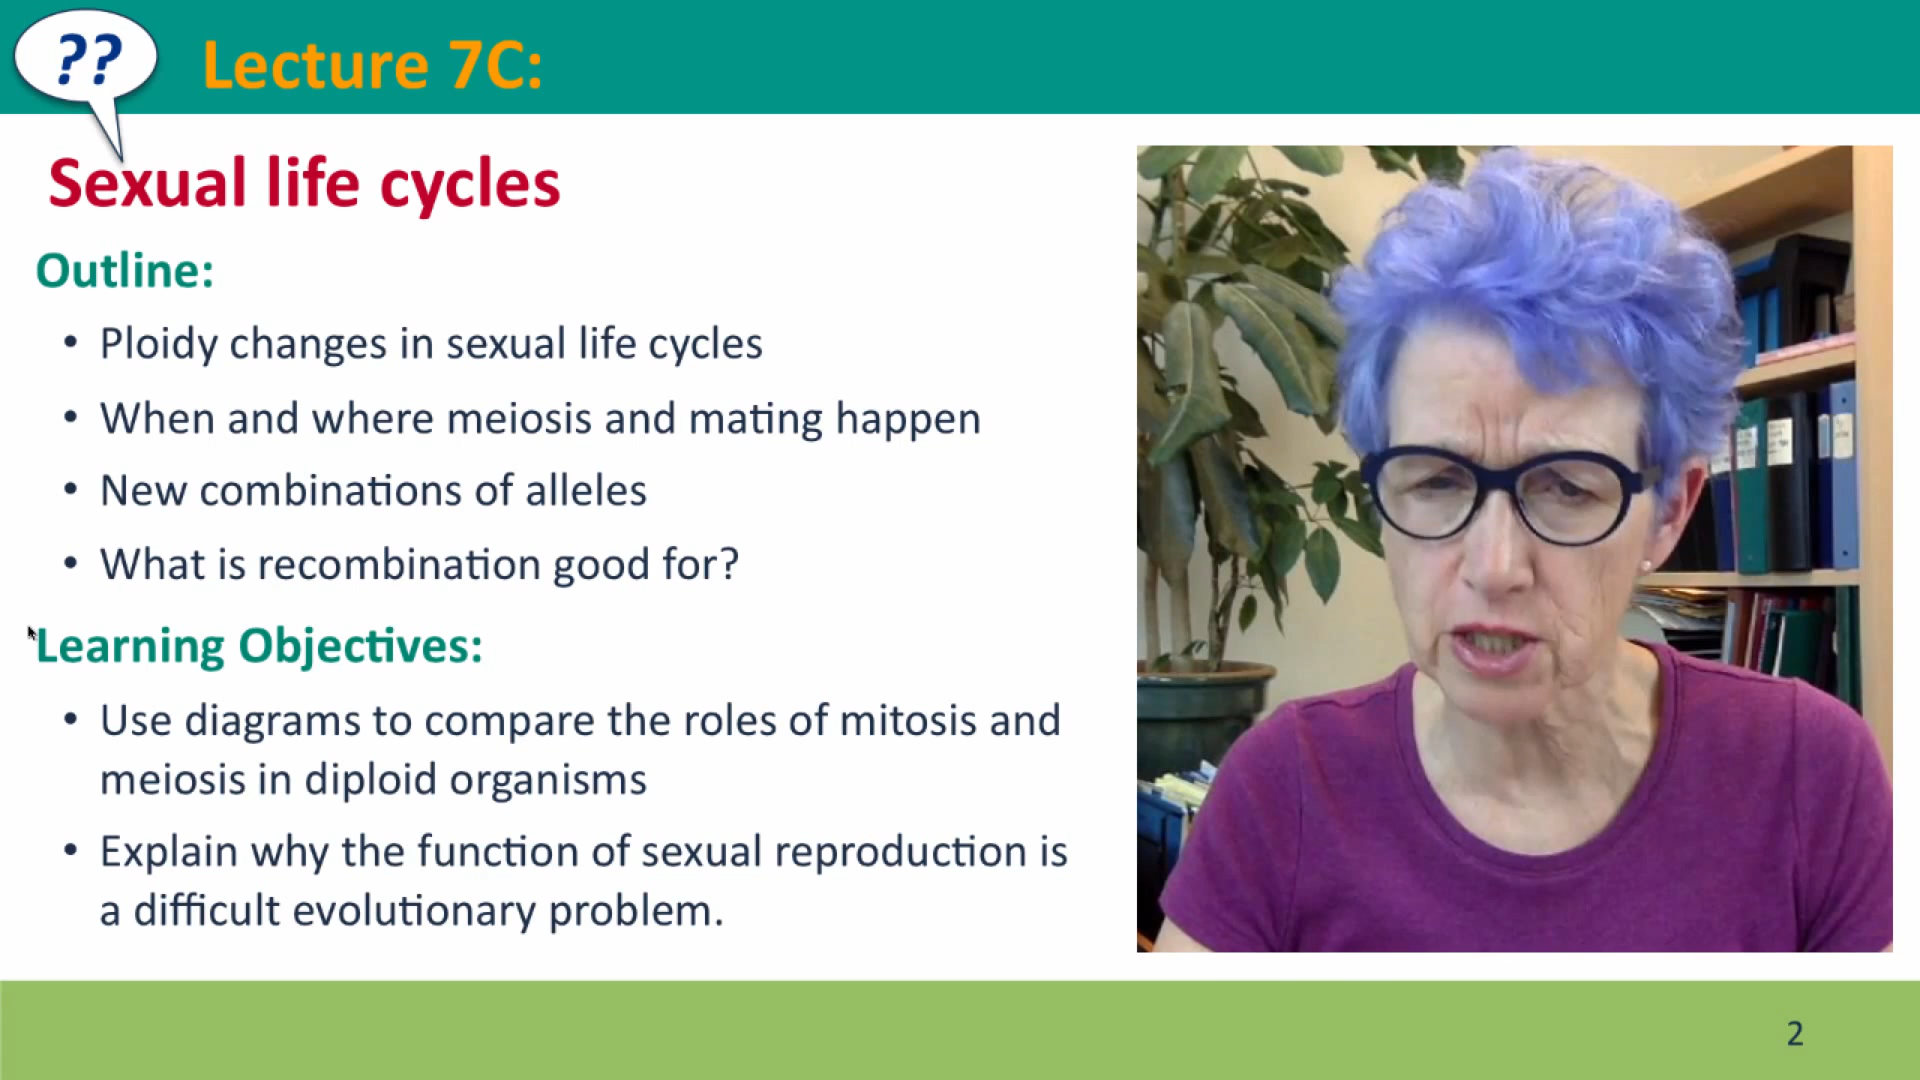 ??
Lecture 7C:
Sexual life cycles
Outline:
• Ploidy changes in sexual life cycles
• When and where meiosis and mating happen
• New combinations of alleles
• What is recombination good for?
Learning Objectives:
• Use diagrams to compare the roles of mitosis and
meiosis in diploid organisms
• Explain why the function of sexual reproduction is
a difficult evolutionary problem.
2